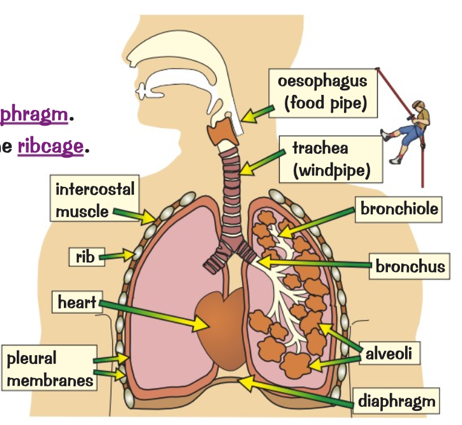 phragm.
e ribcage.
oesophagus
(food pipe)
trachea
(windpipe)
intercostal
muscle
bronchiole
rib
bronchus
heart
pleural
membranes
alveoli
diaphragm